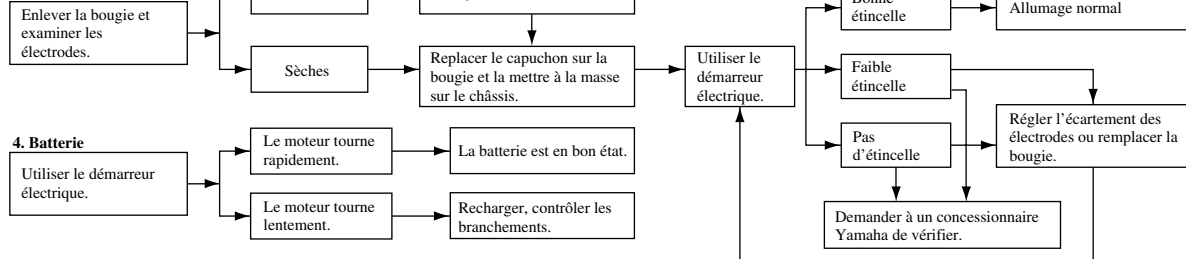 Enlever la bougie et
examiner les
électrodes.
Sèches
Replacer le capuchon sur la
bougie et la mettre à la masse
sur le châssis.
Utiliser le
démarreur
électrique.
étincelle
Allumage normal
Faible
étincelle
Pas
d’étincelle
Régler l’écartement des
électrodes ou remplacer la
bougie.
Demander à un concessionnaire
Yamaha de vérifier.
4. Batterie
Utiliser le démarreur
électrique.
Le moteur tourne
rapidement.
La batterie est en bon état.
Le moteur tourne
lentement.
Recharger, contrôler les
branchements.